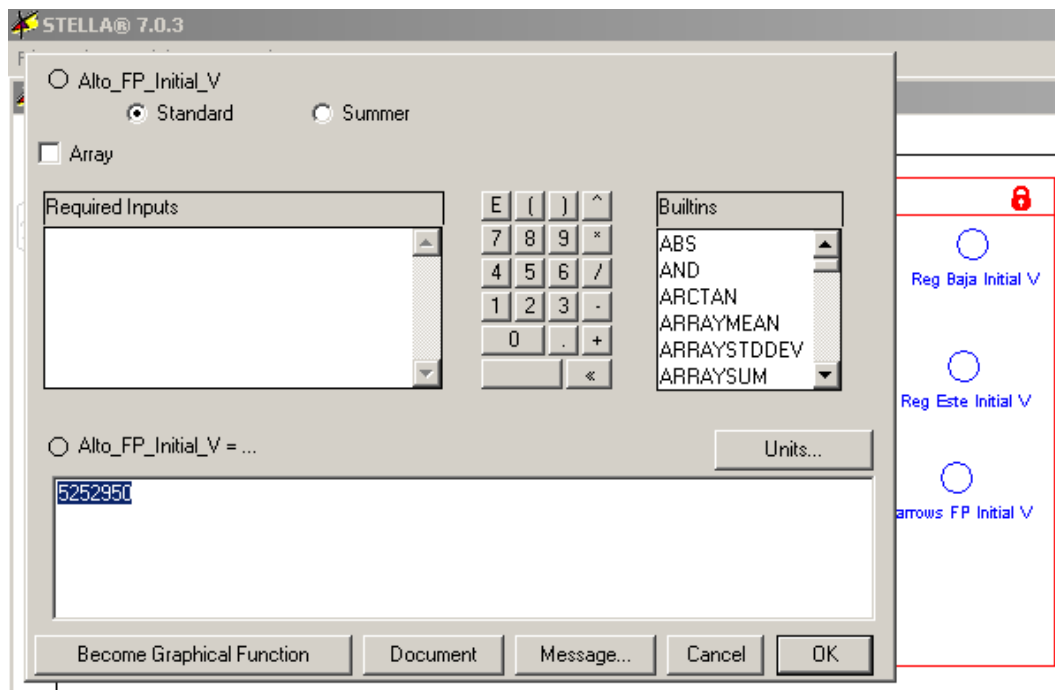 STELLA® 7.0.3
Alto_FP_Initial_V
Standard Summer
Array
Required Inputs
E ( ) ^
7 8 9 *
4 5 6 /
1 2 3 -
0 . +
«
Builtins
ABS
AND
ARCTAN
ARRAYMEAN
ARRAYSTDDEV
ARRAYSUM
Alto_FP_Initial_V = ...
Units...
5252950
Become Graphical Function Document Message... Cancel OK
Reg Baja Initial V
Reg Este Initial V
arrows FP Initial V